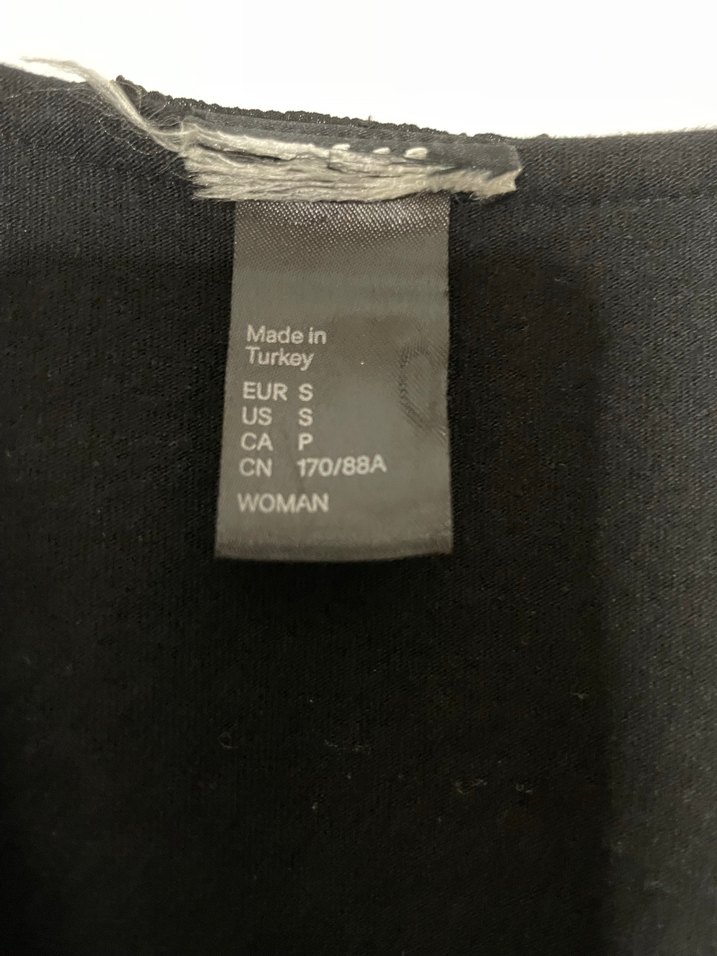 Made in
Turkey
EUR S
US S
CA P
CN 170/88A
WOMAN